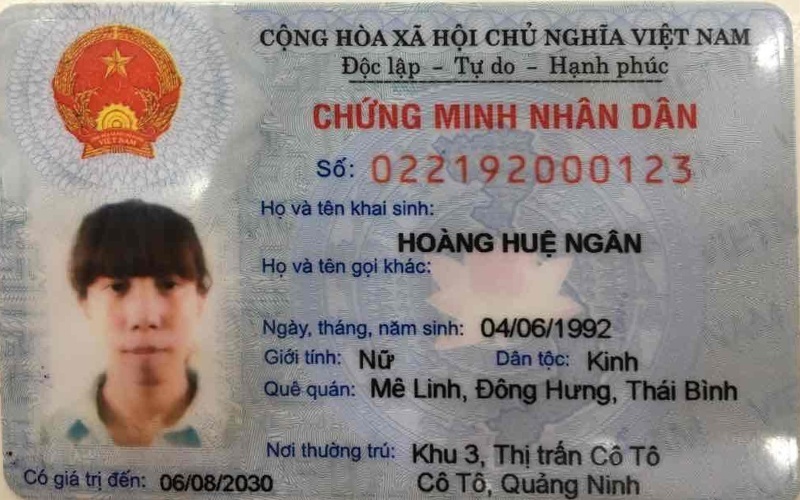 CỘNG HÒA XÃ HỘI CHỦ NGHĨA VIỆT NAM
Độc lập - Tự do - Hạnh phúc
CHỨNG MINH NHÂN DÂN
Số: 022192000123
Họ và tên khai sinh:
HOÀNG HUỆ NGÂN
Họ và tên gọi khác:
Ngày, tháng, năm sinh: 04/06/1992
Giới tính: Nữ Dân tộc: Kinh
Quê quán: Mê Linh, Đông Hưng, Thái Bình
Nơi thường trú: Khu 3, Thị trấn Cô Tô
Cô Tô, Quảng Ninh
Có giá trị đến: 06/08/2030